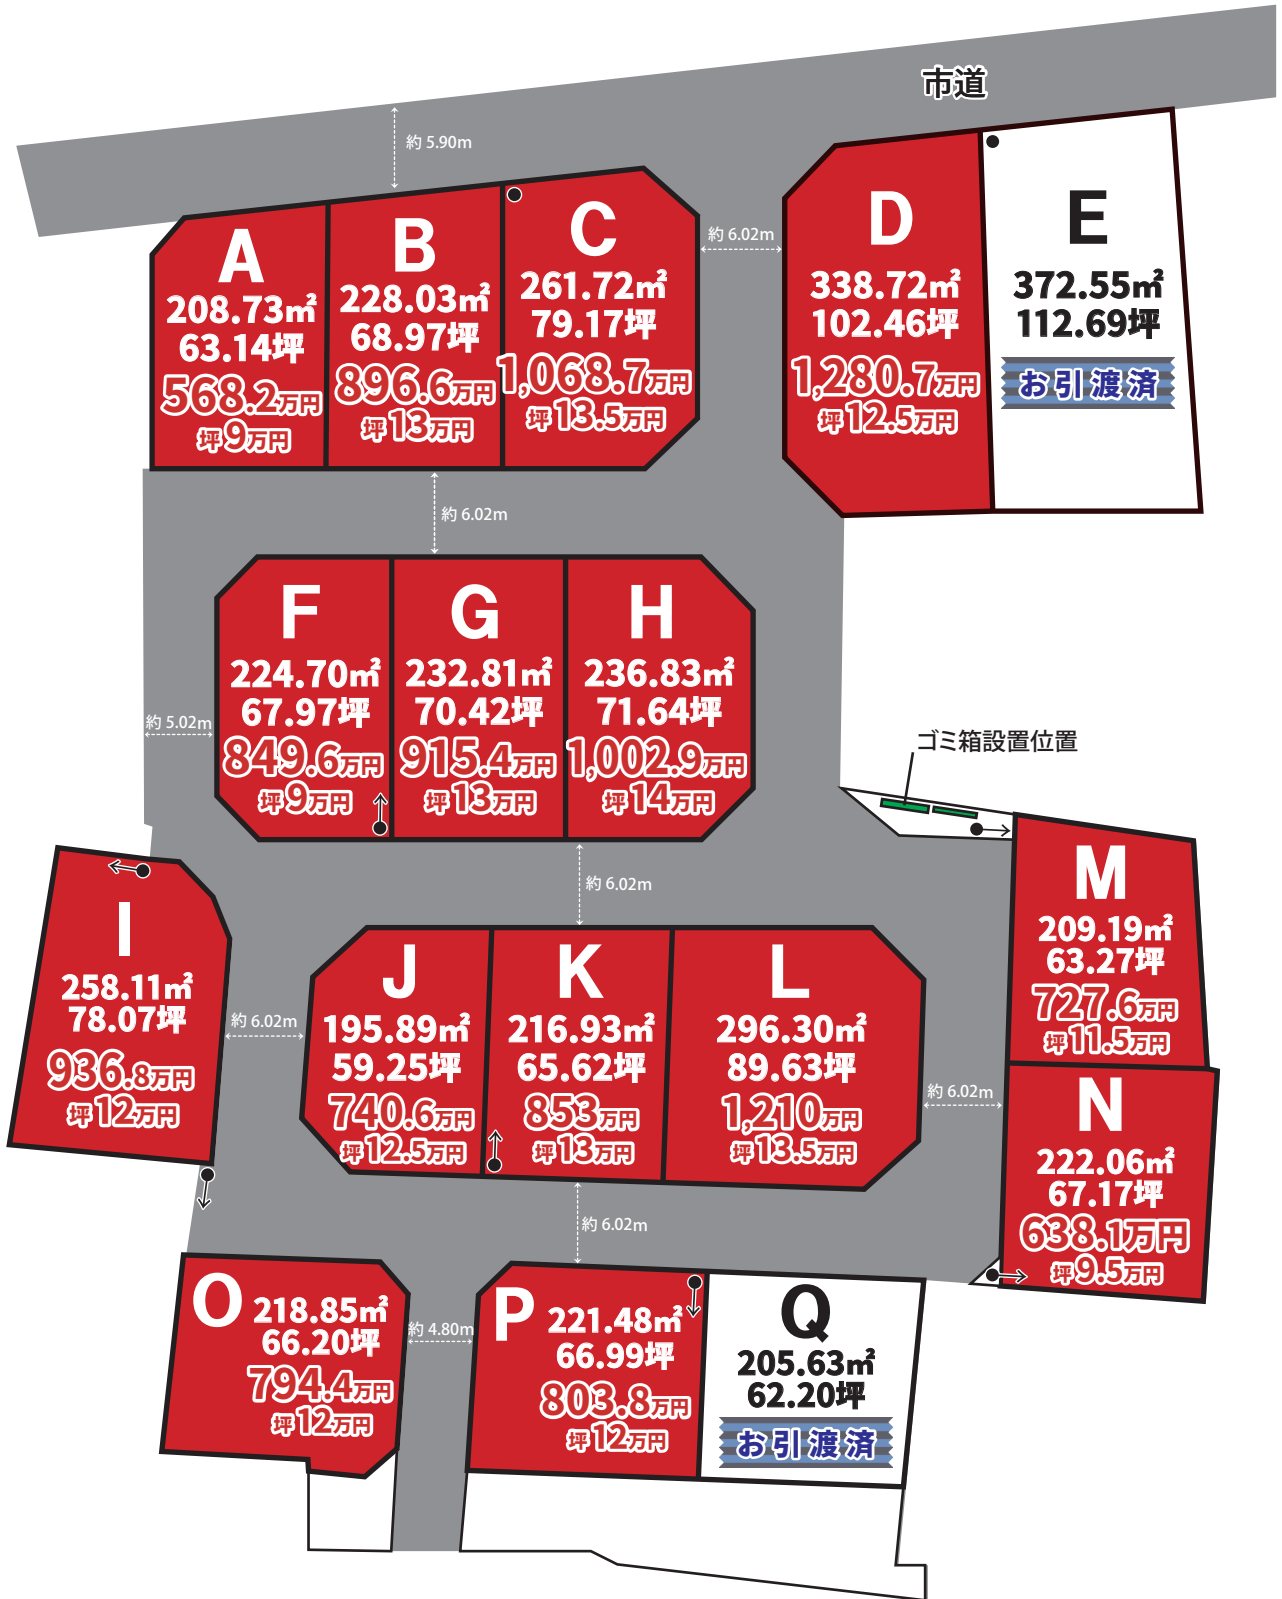 市道
約 5.90m
A
208.73㎡
63.14坪
568.2万円
坪9万円
B
228.03㎡
68.97坪
896.6万円
坪13万円
C
261.72㎡
79.17坪
1,068.7万円
坪13.5万円
約 6.02m
D
338.72㎡
102.46坪
1,280.7万円
坪12.5万円
E
372.55㎡
112.69坪
お引渡済
約 6.02m
F
224.70㎡
67.97坪
849.6万円
坪9万円
G
232.81㎡
70.42坪
915.4万円
坪13万円
H
236.83㎡
71.64坪
1,002.9万円
坪14万円
約 5.02m
ゴミ箱設置位置
約 6.02m
I
258.11㎡
78.07坪
936.8万円
坪12万円
約 6.02m
J
195.89㎡
59.25坪
740.6万円
坪12.5万円
K
216.93㎡
65.62坪
853万円
坪13万円
L
296.30㎡
89.63坪
1,210万円
坪13.5万円
約 6.02m
M
209.19㎡
63.27坪
727.6万円
坪11.5万円
N
222.06㎡
67.17坪
638.1万円
坪9.5万円
約 6.02m
O
218.85㎡
66.20坪
794.4万円
坪12万円
約 4.80m
P
221.48㎡
66.99坪
803.8万円
坪12万円
Q
205.63㎡
62.20坪
お引渡済